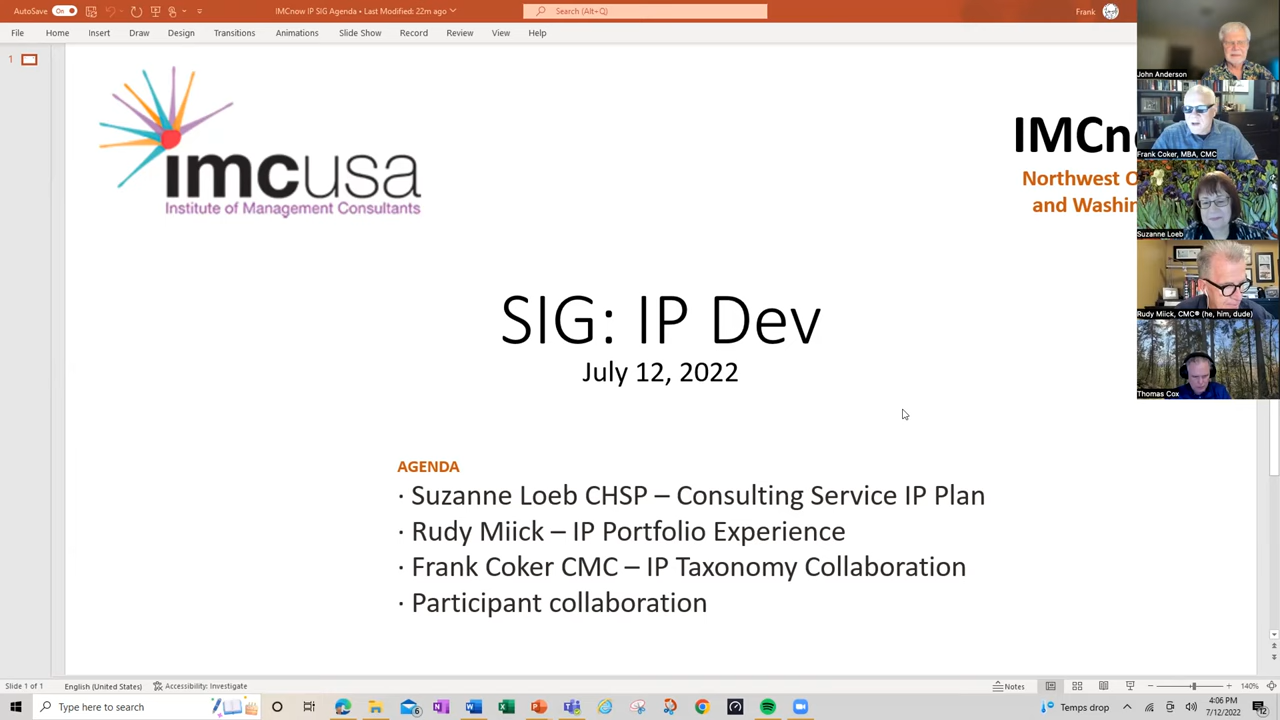 AutoSave On
IMCnow IP SIG Agenda • Last Modified: 22m ago
Search (Alt+Q)
Frank
File Home Insert Draw Design Transitions Animations Slide Show Record Review View Help
1
imcusa
Institute of Management Consultants
IMCn
Northwest
and Washin
SIG: IP Dev
July 12, 2022
AGENDA
· Suzanne Loeb CHSP – Consulting Service IP Plan
· Rudy Miick – IP Portfolio Experience
· Frank Coker CMC – IP Taxonomy Collaboration
· Participant collaboration
John Anderson
Frank Coker, MBA, CMC
Suzanne Loeb
Rudy Miick, CMC® (he, him, dude)
Thomas Cox
Slide 1 of 1 English (United States) Accessibility: Investigate Notes 140%
Type here to search
Temps drop
4:06 PM
7/12/2022